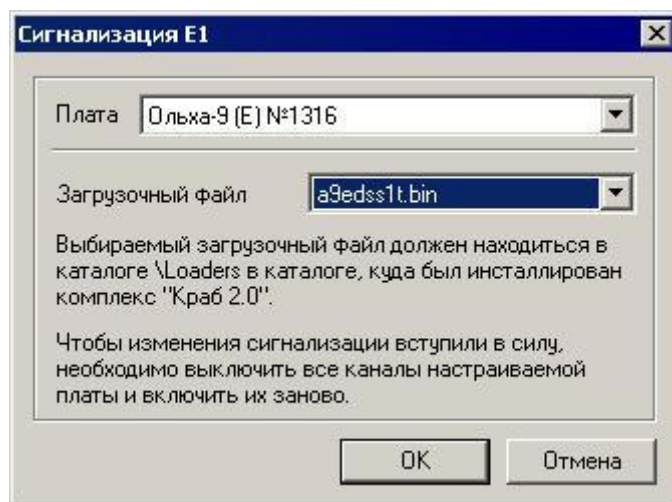 Сигнализация E1
Плата Ольха-9 (E) №1316
Загрузочный файл a9edss1t.bin
Выбираемый загрузочный файл должен находиться в
каталоге \Loaders в каталоге, куда был инсталлирован
комплекс "Краб 2.0".
Чтобы изменения сигнализации вступили в силу,
необходимо выключить все каналы настраиваемой
платы и включить их заново.
OK Отмена